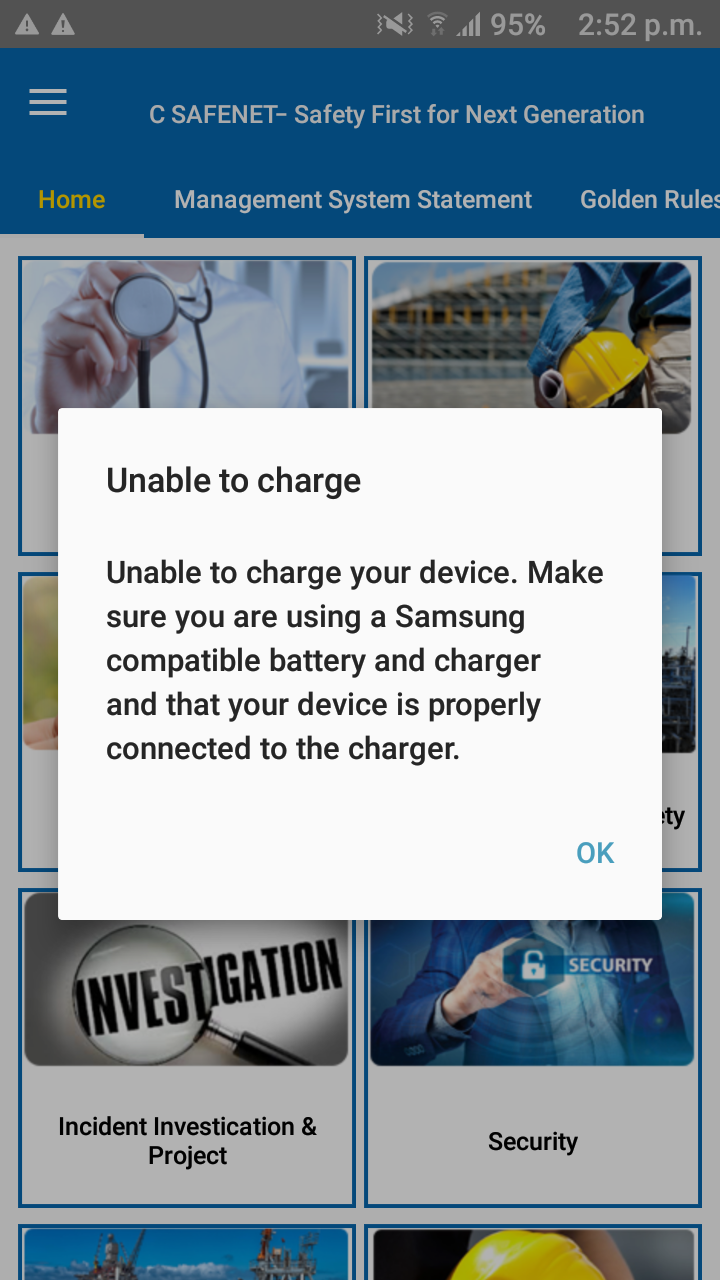 95% 2:52 p.m.
C SAFENET– Safety First for Next Generation
Home Management System Statement Golden Rules
Unable to charge
Unable to charge your device. Make
sure you are using a Samsung
compatible battery and charger
and that your device is properly
connected to the charger.
ety
OK
INVESTIGATION
SECURITY
Incident Investication &
Project
Security